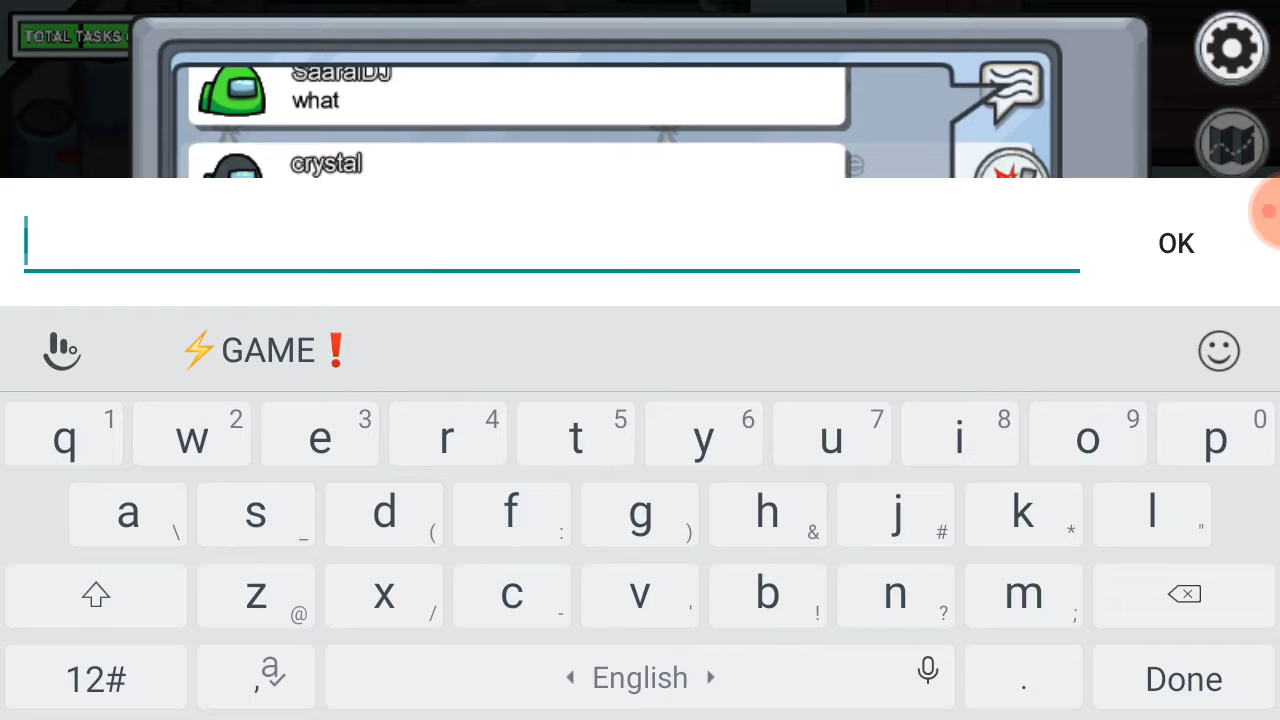 TOTAL TASKS
SaaraiDJ
what
crystal
OK
⚡GAME❗
q 1 w 2 e 3 r 4 t 5 y 6 u 7 i 8 o 9 p 0
a \ s _ d ( f : g ) h & j # k * l "
z @ x / c - v ' b ! n ? m ;
12# , a English . Done